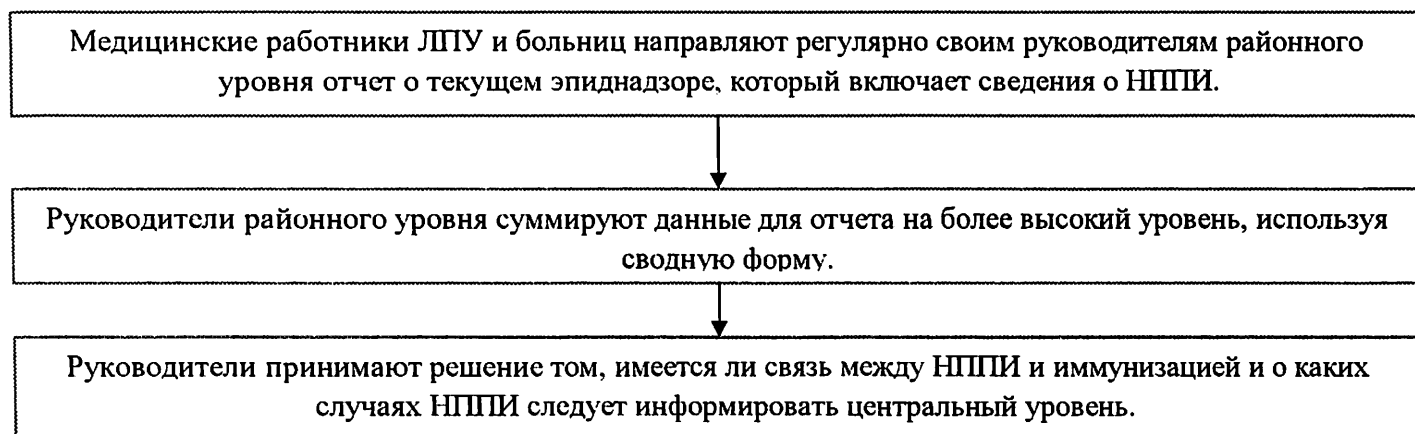 Медицинские работники ЛПУ и больниц направляют регулярно своим руководителям районного
уровня отчет о текущем эпиднадзоре, который включает сведения о НППИ.
Руководители районного уровня суммируют данные для отчета на более высокий уровень, используя
сводную форму.
Руководители принимают решение том, имеется ли связь между НППИ и иммунизацией и о каких
случаях НППИ следует информировать центральный уровень.